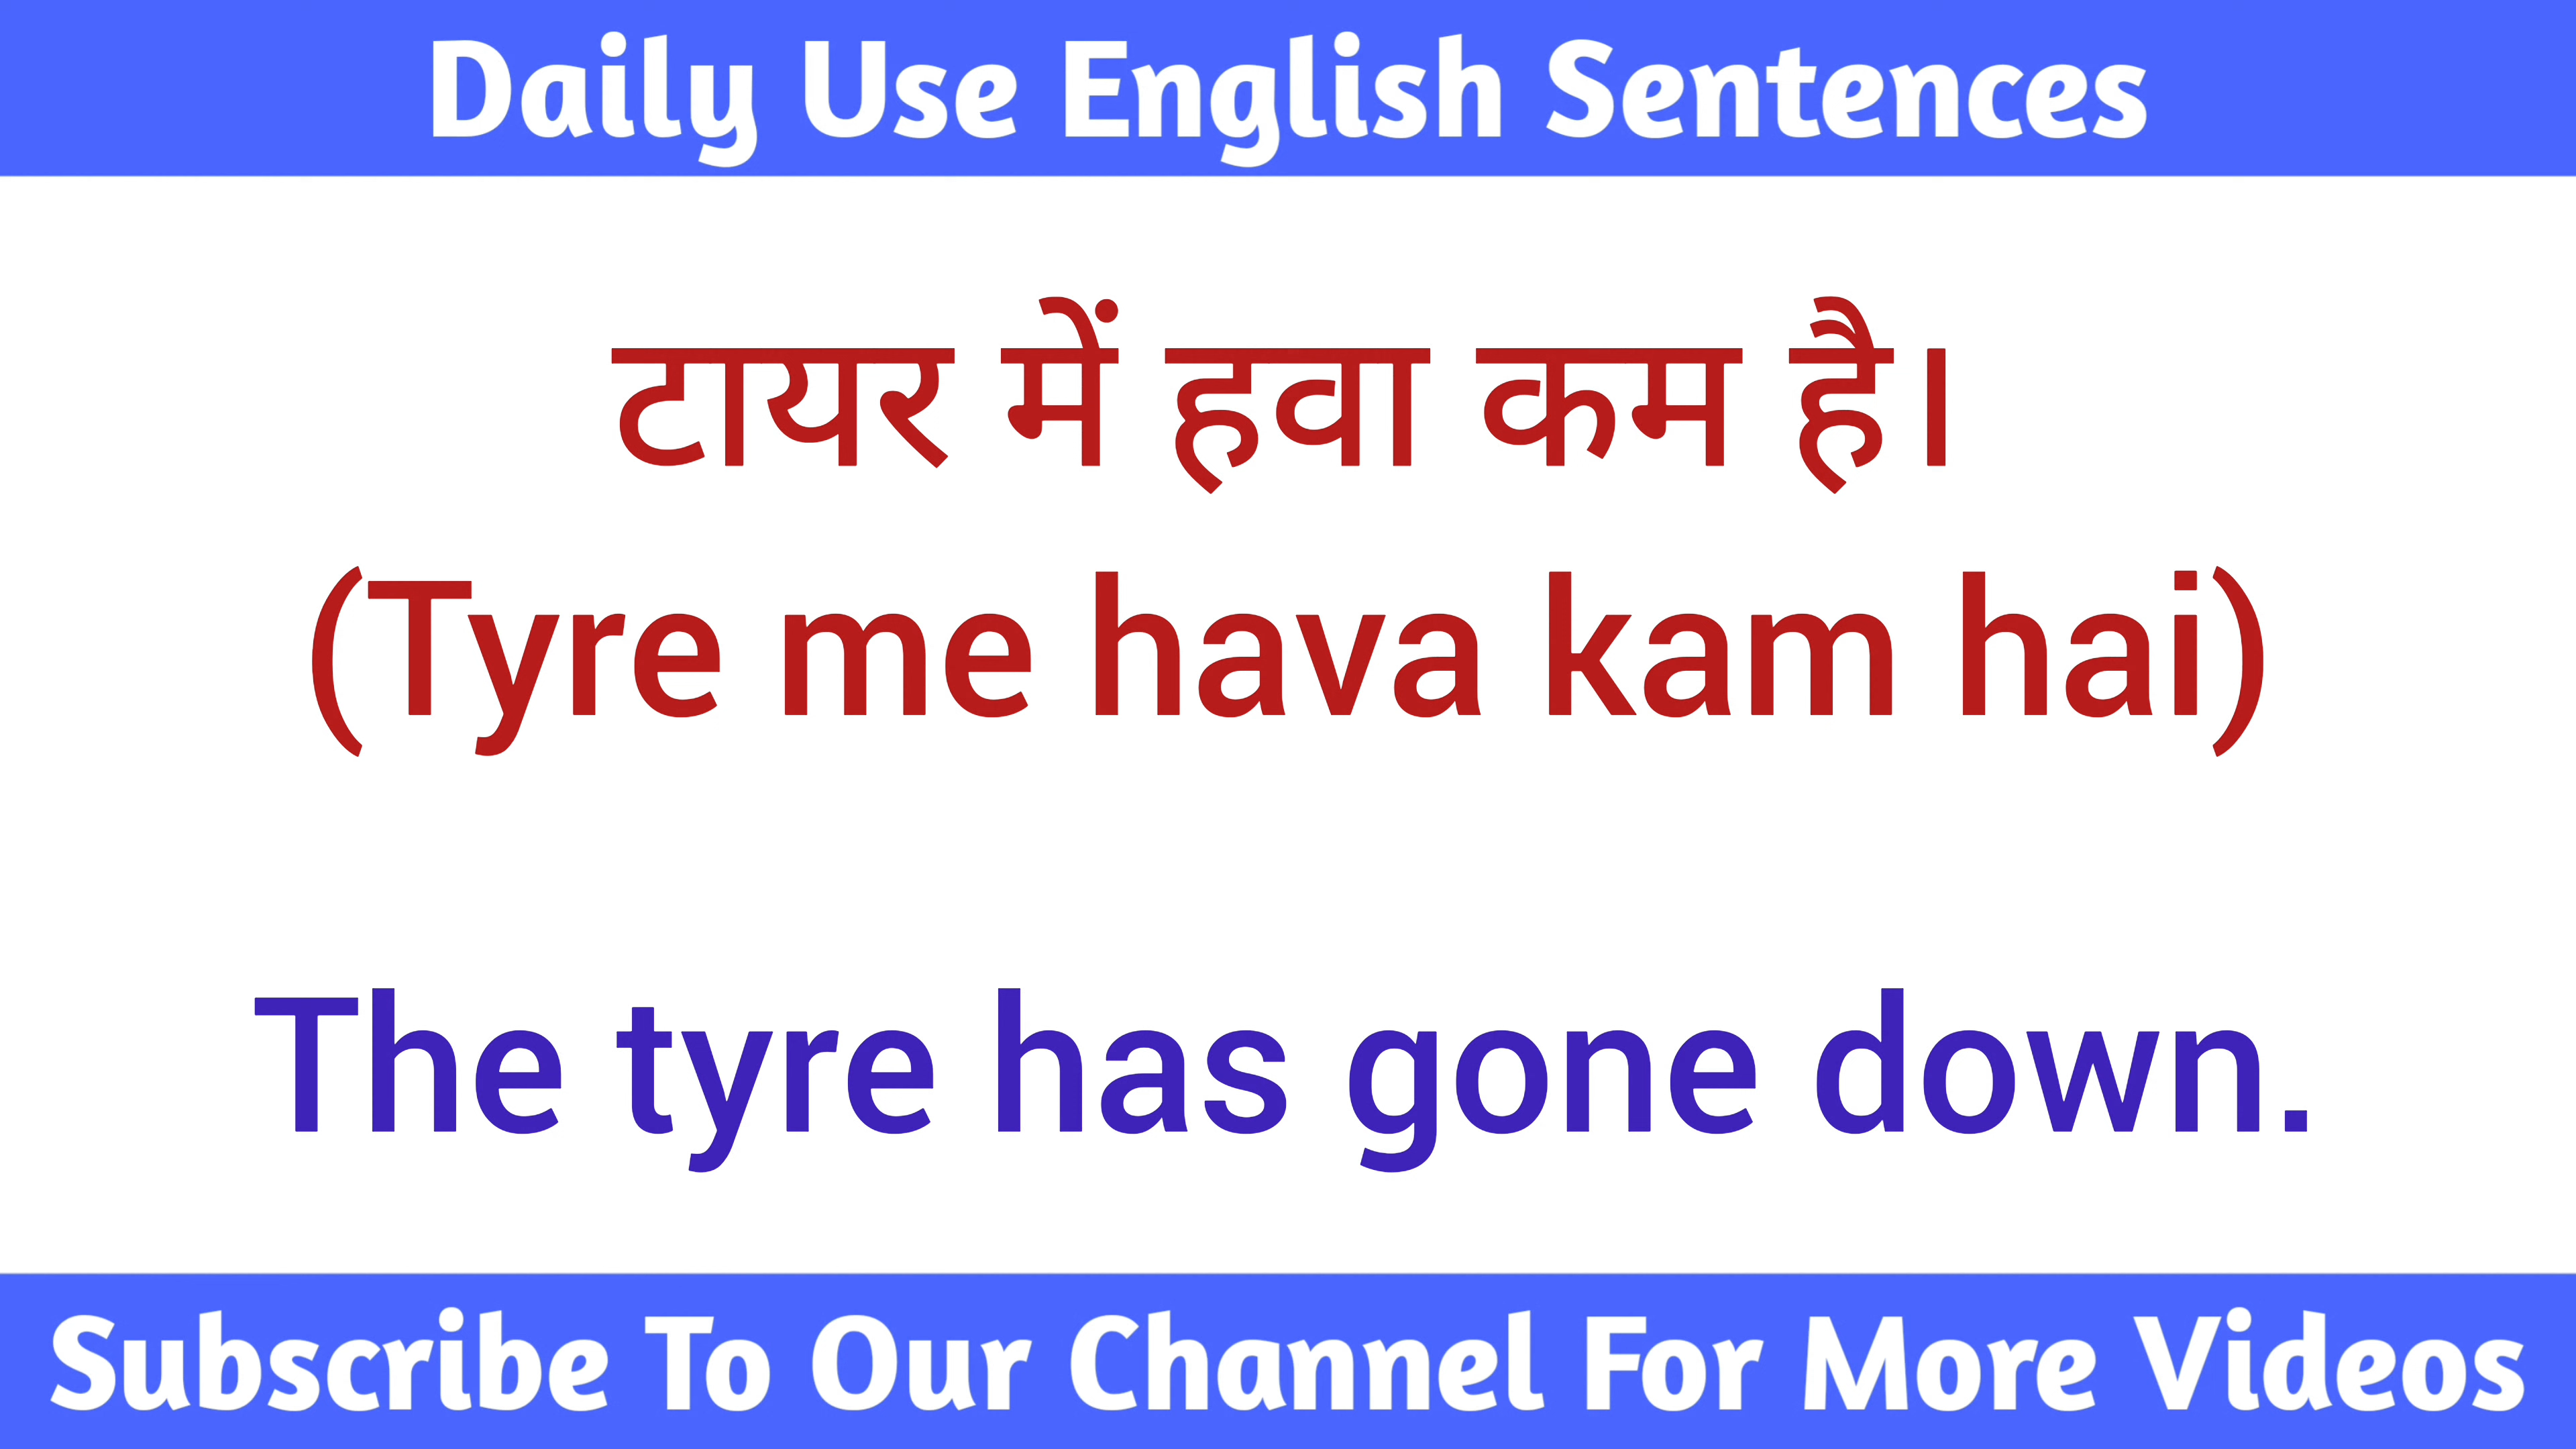 Daily Use English Sentences
टायर में हवा कम है।
(Tyre me hava kam hai)
The tyre has gone down.
Subscribe To Our Channel For More Videos